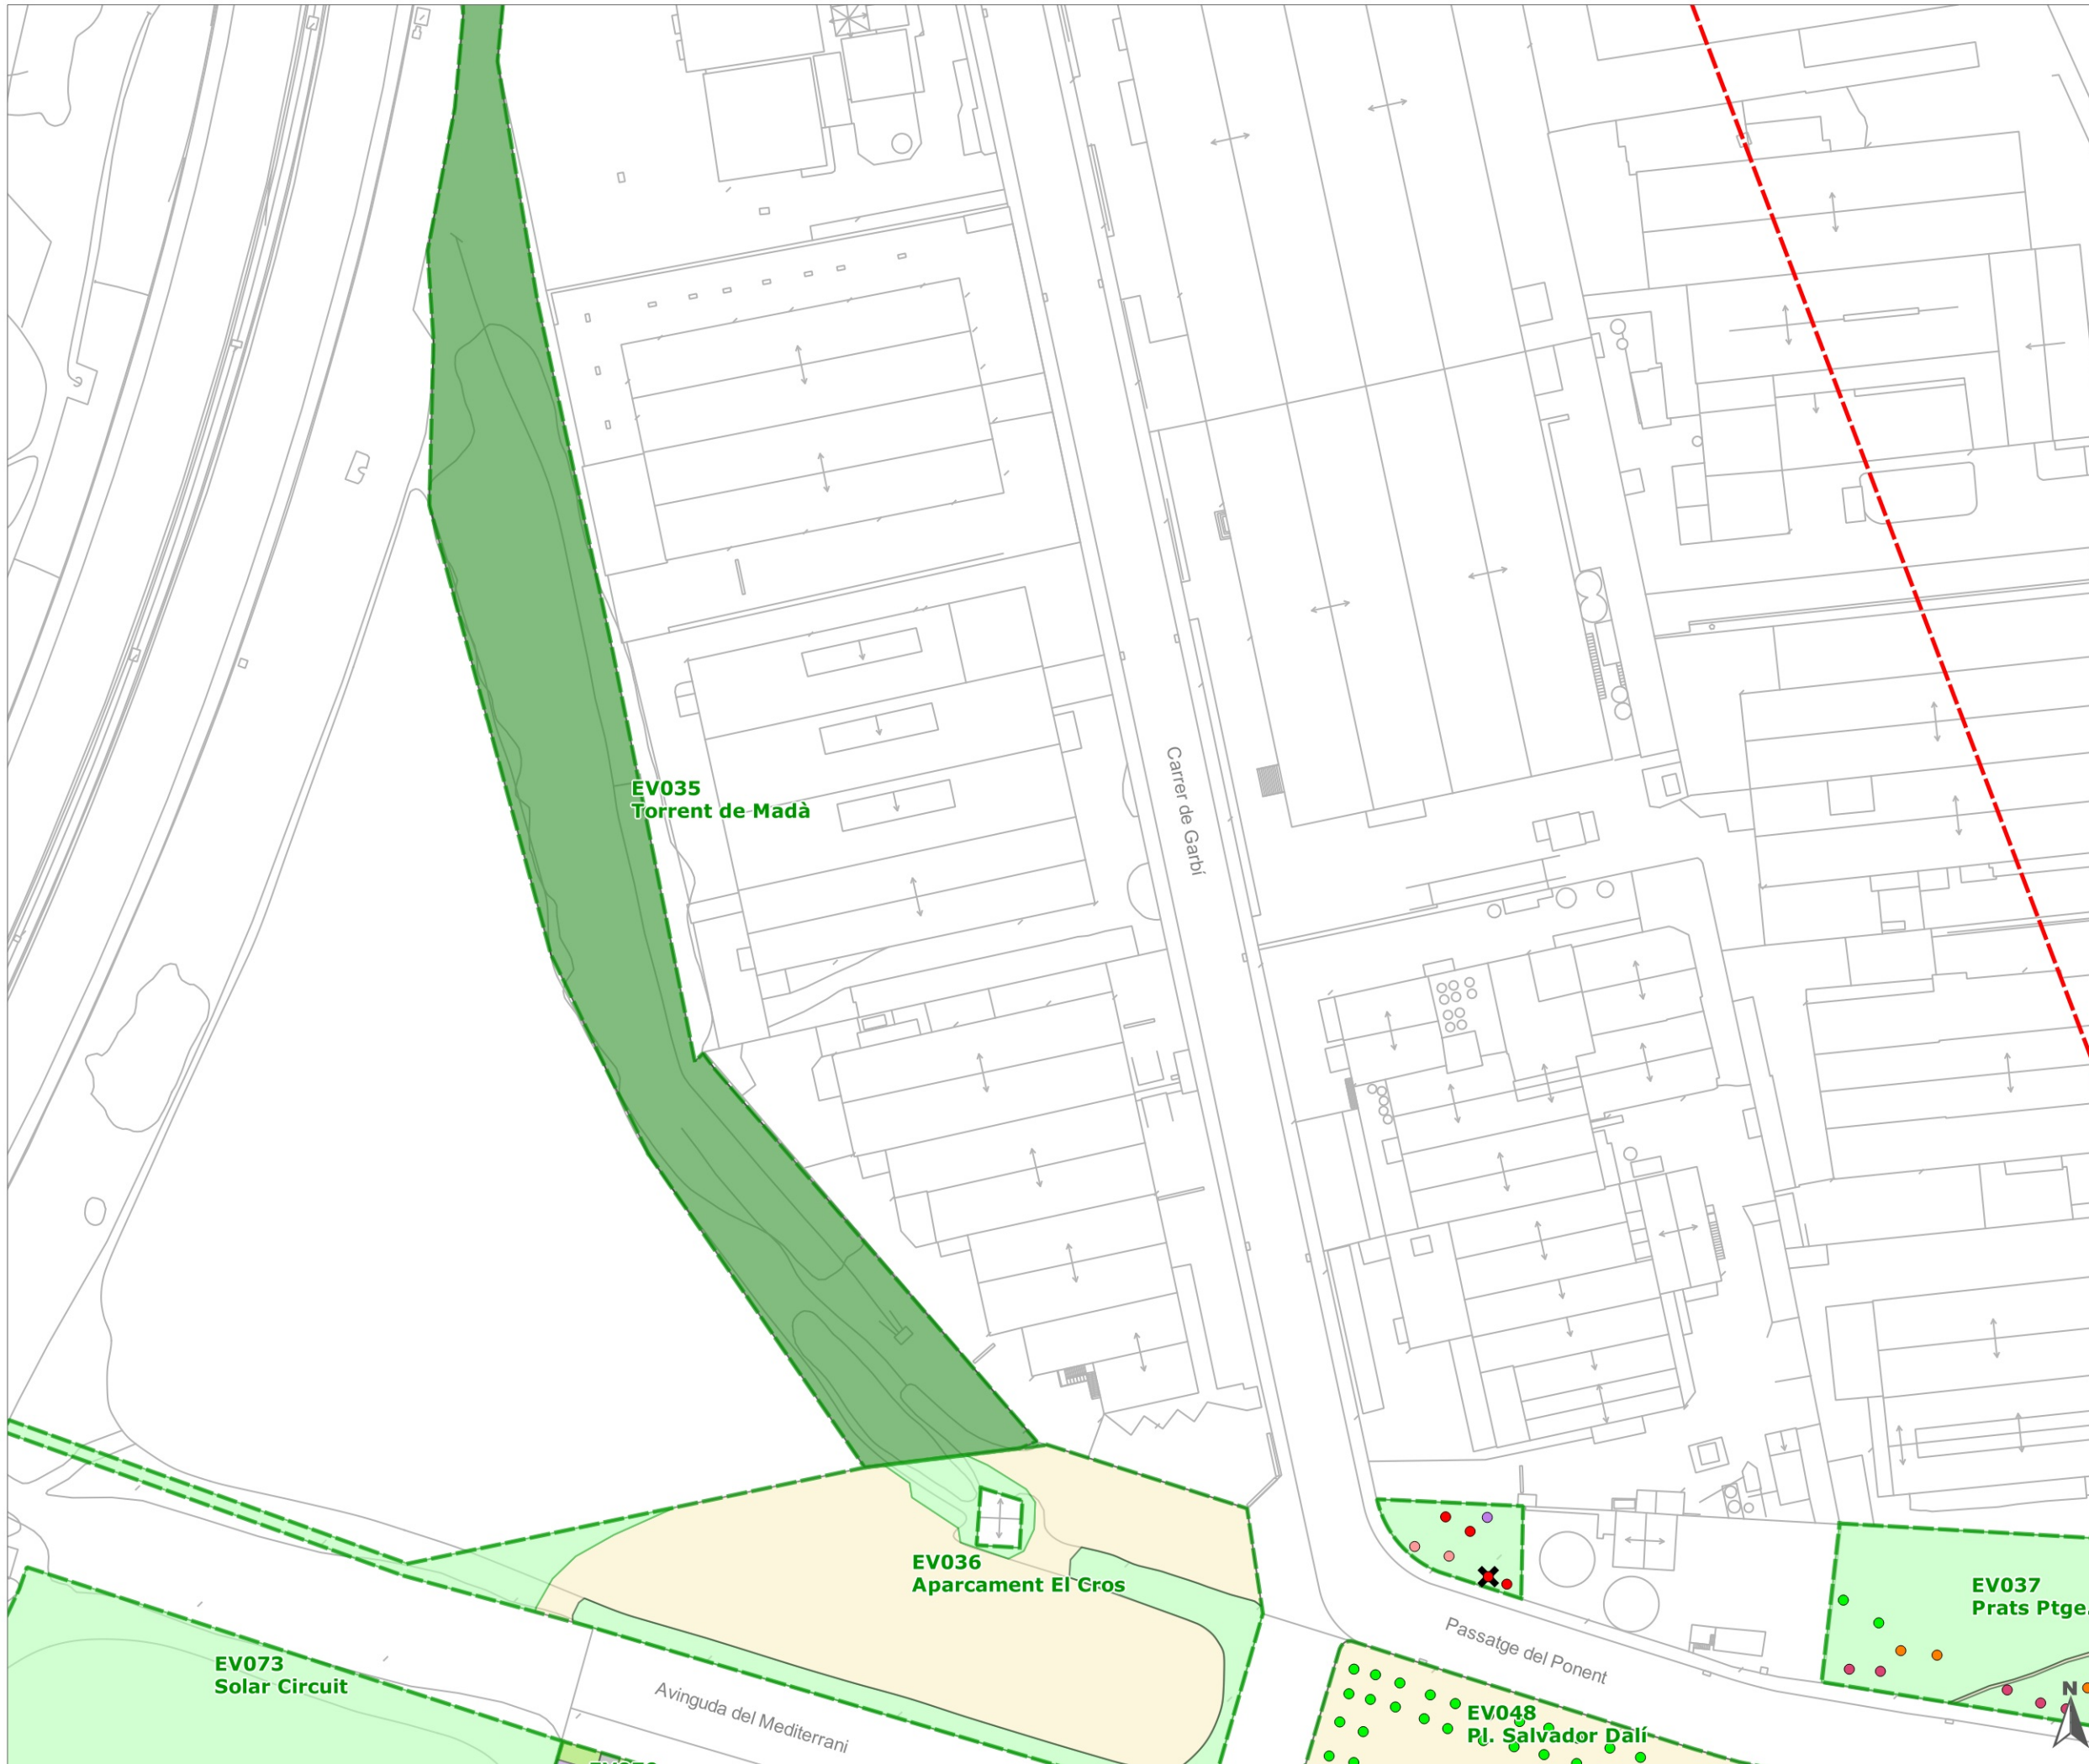 EV035
Torrent de Madà
Carrer de Garbí
EV036
Aparcament El Cros
EV037
Prats Ptge.
Passatge del Ponent
EV073
Solar Circuit
Avinguda del Mediterrani
EV048
Pl. Salvador Dalí
N